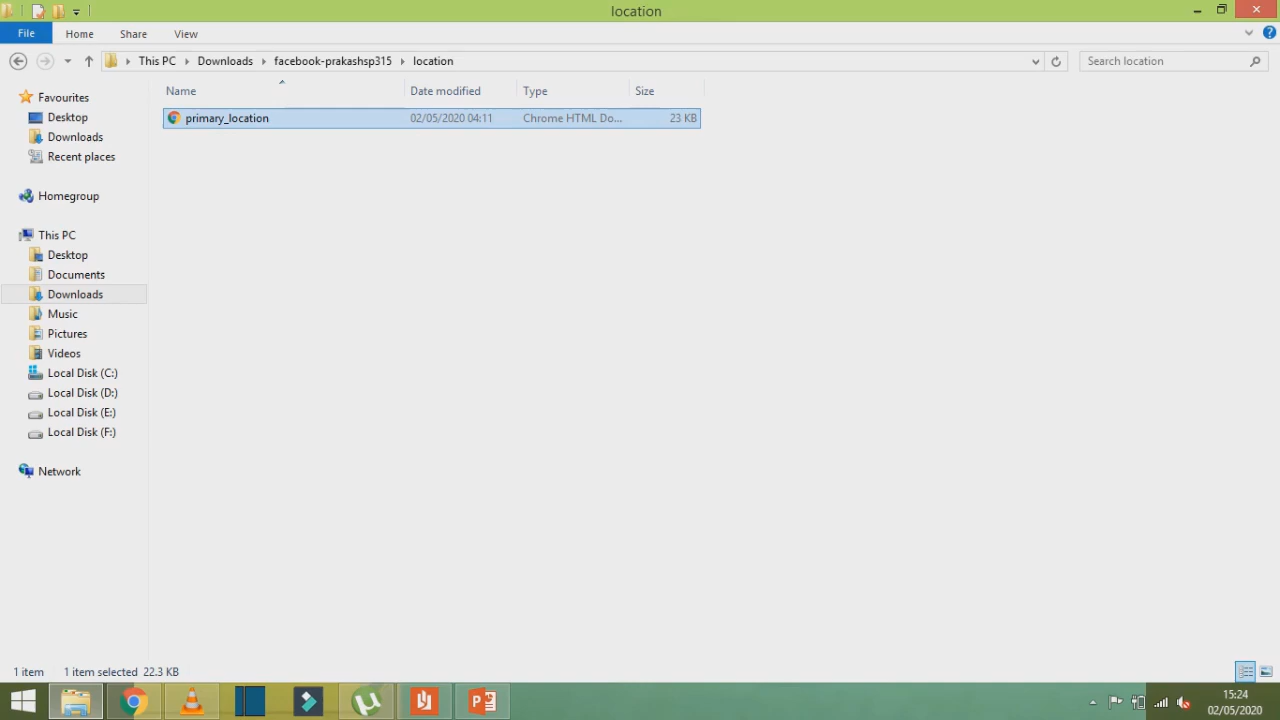 location
File Home Share View
This PC Downloads facebook-prakashsp315 location
Search location
Name Date modified Type Size
primary_location 02/05/2020 04:11 Chrome HTML Do... 23 KB
Favourites
Desktop
Downloads
Recent places
Homegroup
This PC
Desktop
Documents
Downloads
Music
Pictures
Videos
Local Disk (C:)
Local Disk (D:)
Local Disk (E:)
Local Disk (F:)
Network
1 item 1 item selected 22.3 KB
15:24
02/05/2020